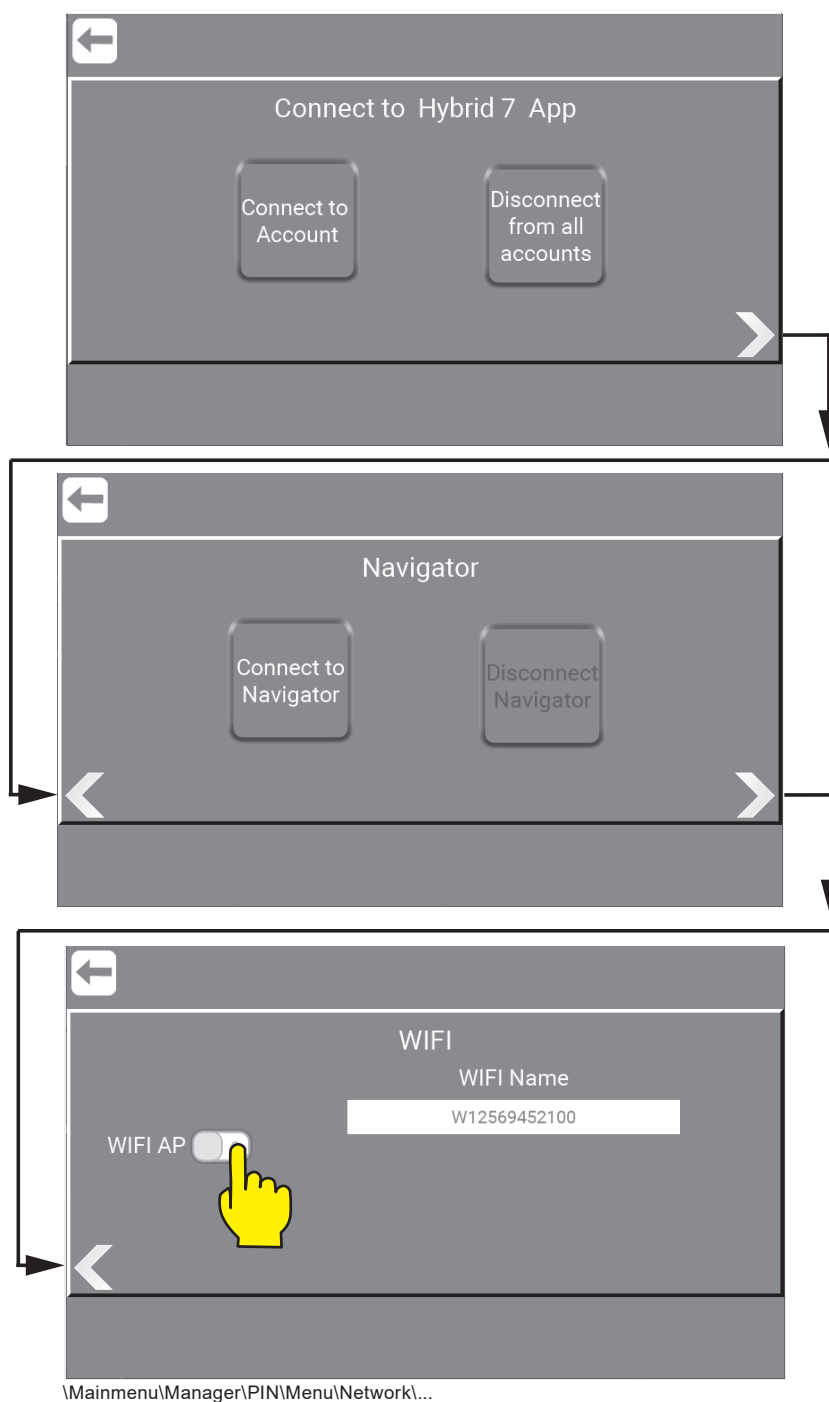 Connect to Hybrid 7 App
Connect to
Account
Disconnect
from all
accounts
Navigator
Connect to
Navigator
Disconnect
Navigator
WIFI
WIFI Name
W12569452100
WIFI AP
\Mainmenu\Manager\PIN\Menu\Network\...